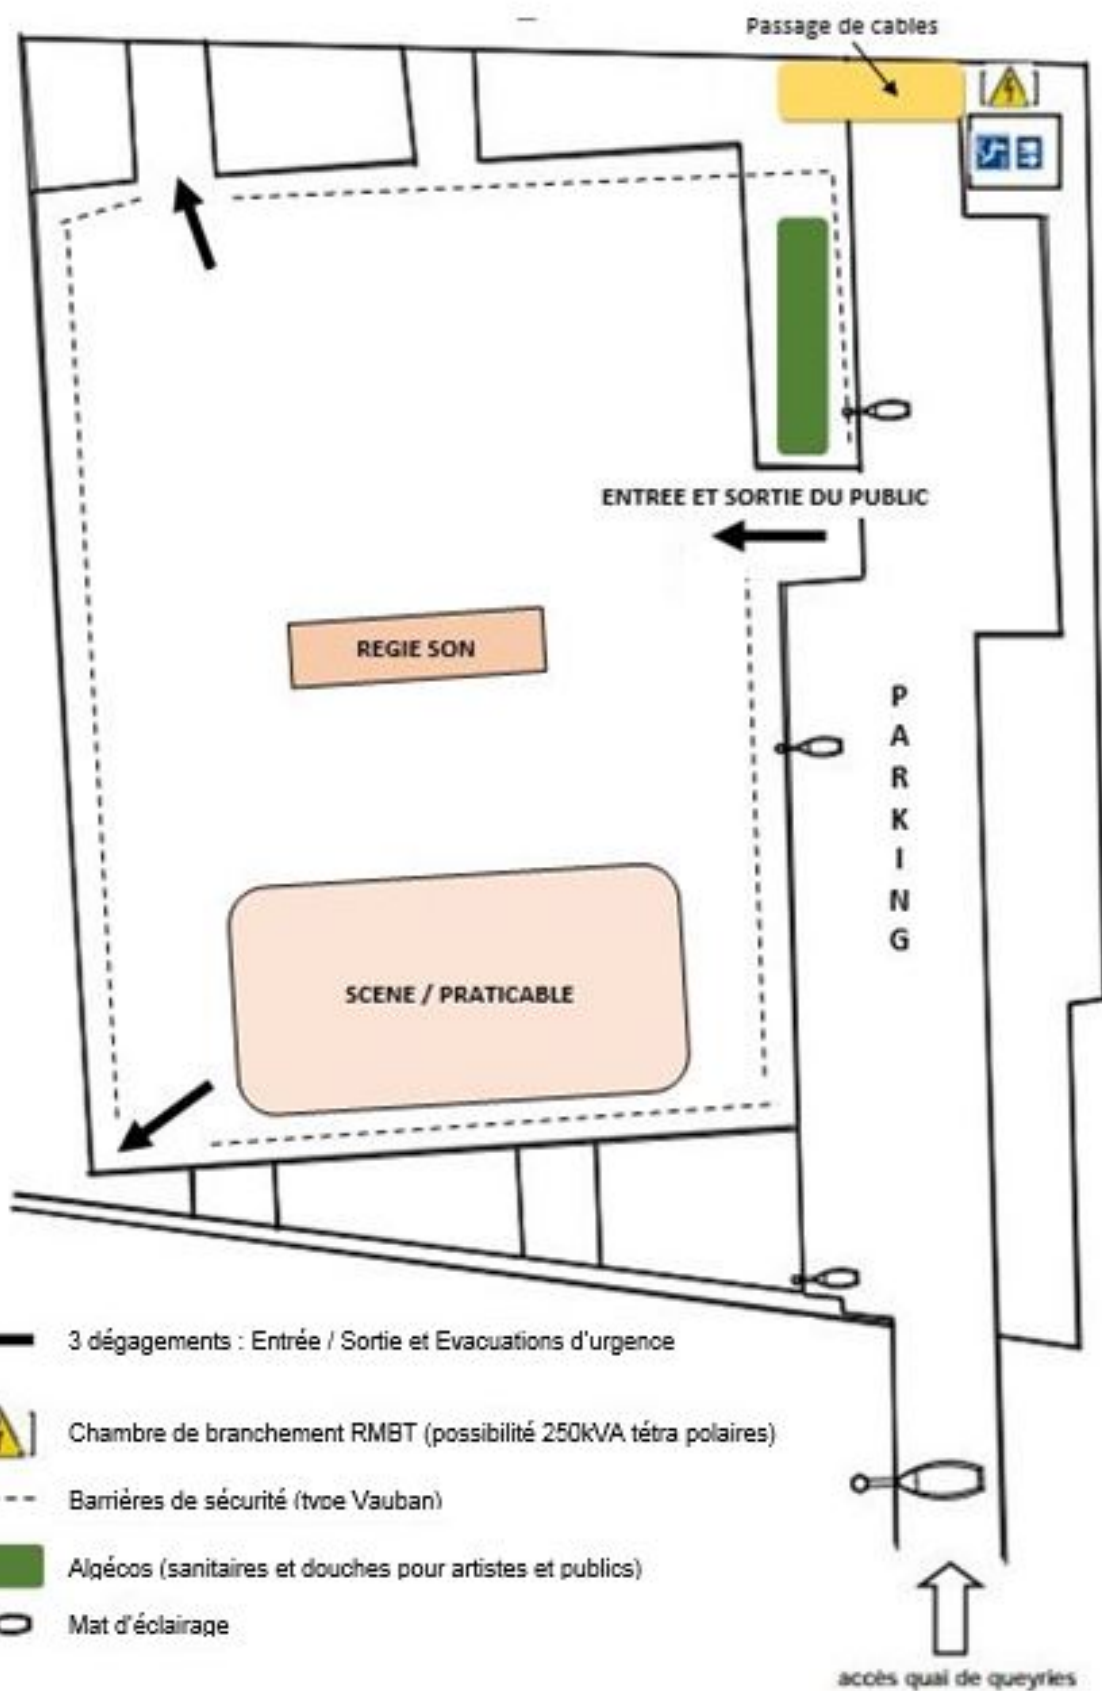 Passage de cables
ENTREE ET SORTIE DU PUBLIC
REGIE SON
P
A
R
K
I
N
G
SCENE / PRATICABLE
3 dégagements : Entrée / Sortie et Evacuations d'urgence
Chambre de branchement RMBT (possibilité 250kVA tétra polaires)
Barrières de sécurité (type Vauban)
Algécos (sanitaires et douches pour artistes et publics)
Mat d'éclairage
accès quai de queyries